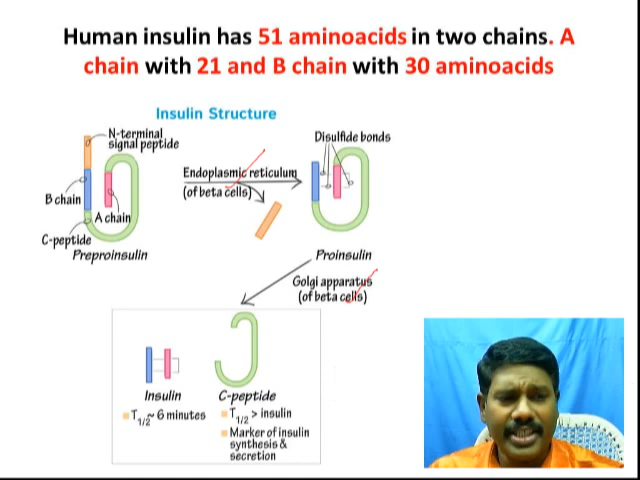 Human insulin has 51 aminoacids in two chains. A
chain with 21 and B chain with 30 aminoacids
Insulin Structure
N-terminal
signal peptide
B chain
A chain
C-peptide
Preproinsulin
Endoplasmic reticulum
(of beta cells)
Disulfide bonds
Proinsulin
Golgi apparatus
(of beta cells)
Insulin
T1/2~ 6 minutes
C-peptide
T1/2 > insulin
Marker of insulin
synthesis &
secretion